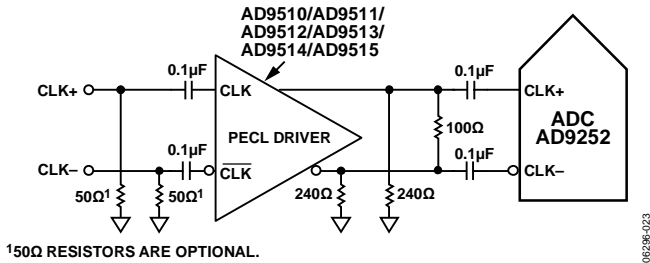 AD9510/AD9511/
AD9512/AD9513/
AD9514/AD9515
0.1µF
0.1µF
CLK+
CLK
CLK+
ADC
AD9252
PECL DRIVER
100Ω
0.1µF
0.1µF
CLK–
CLK
CLK–
50Ω1
50Ω1
240Ω
240Ω
150Ω RESISTORS ARE OPTIONAL.
06296-023